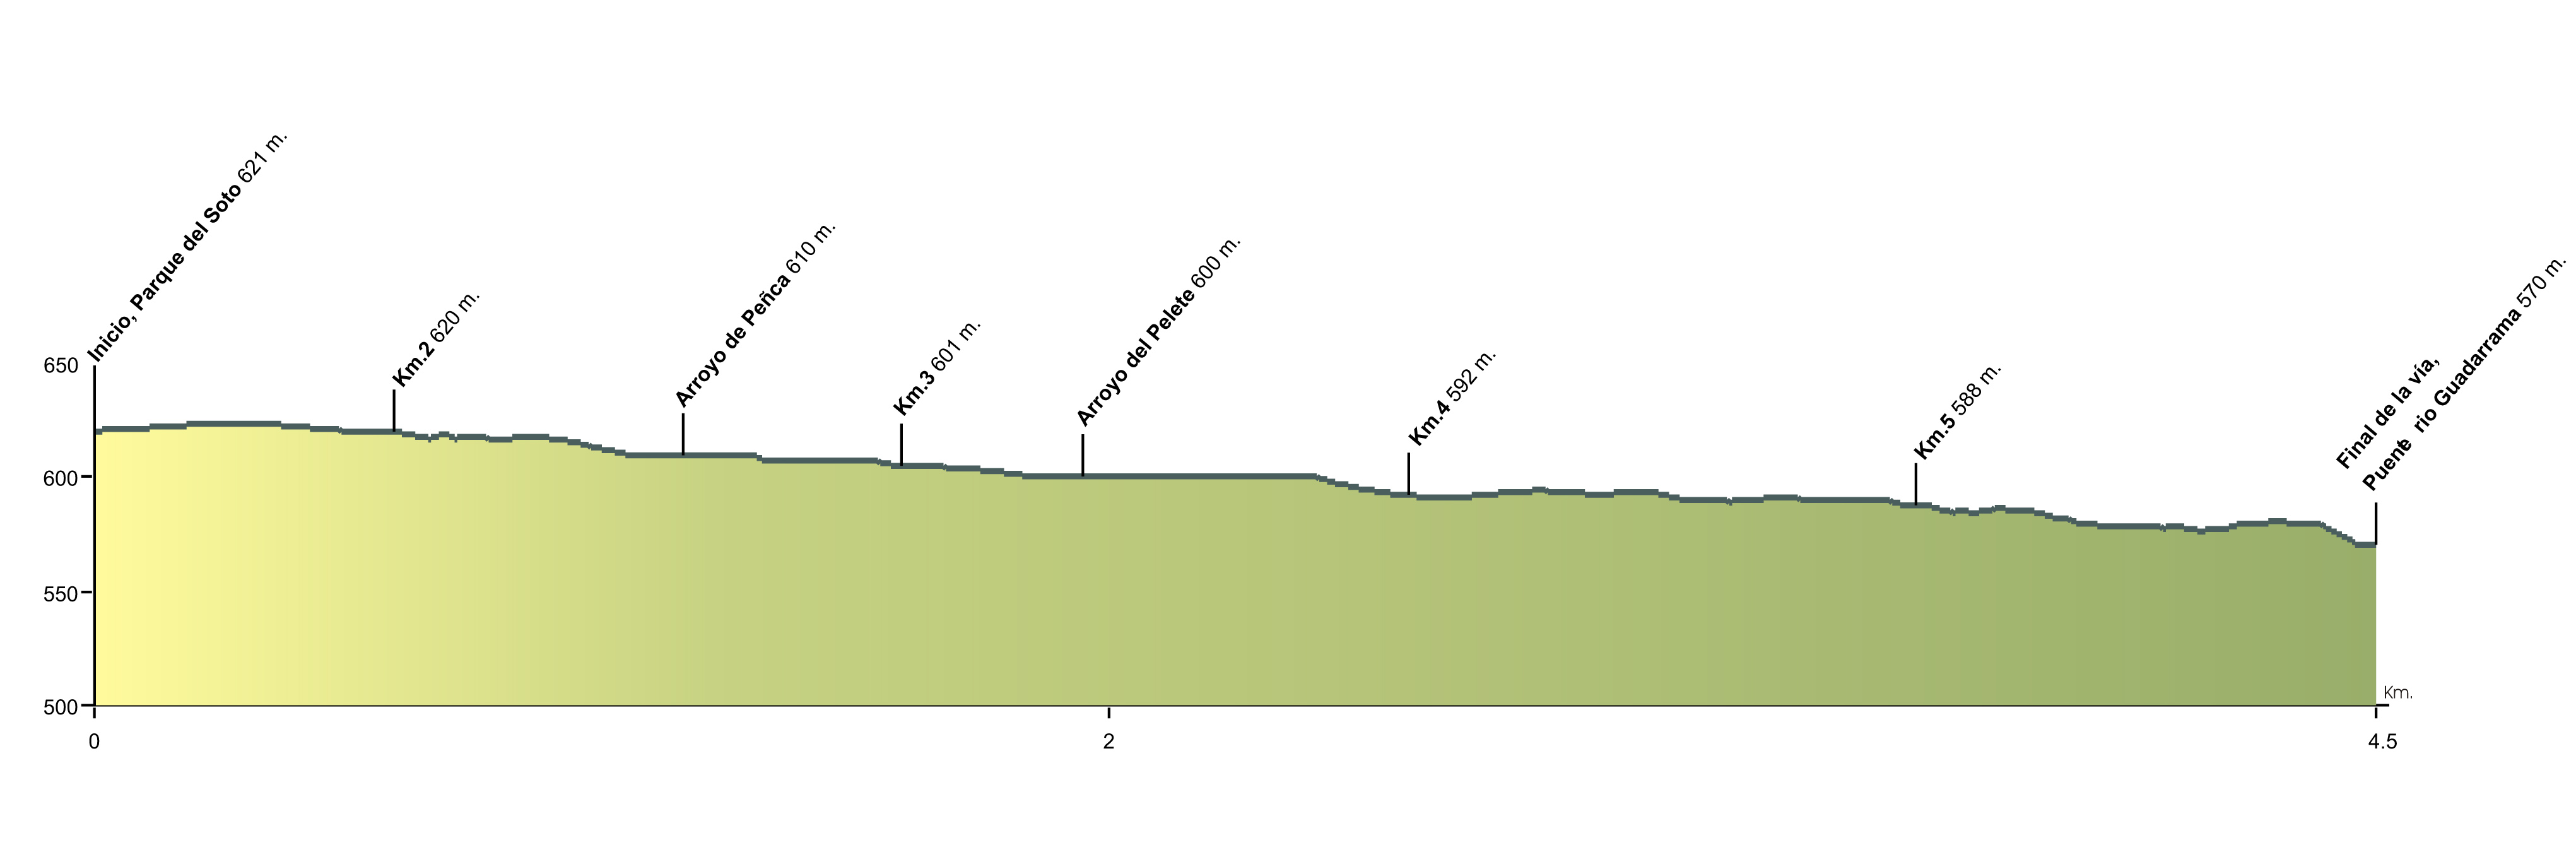 Inicio, Parque del Soto 621 m.
Km.2 620 m.
Arroyo de Peñca 610 m.
Km.3 601 m.
Arroyo del Pelete 600 m.
Km.4 592 m.
Km.5 588 m.
Final de la vía,
Puente rio Guadarrama 570 m.
650
600
550
500
Km.
0
2
4.5